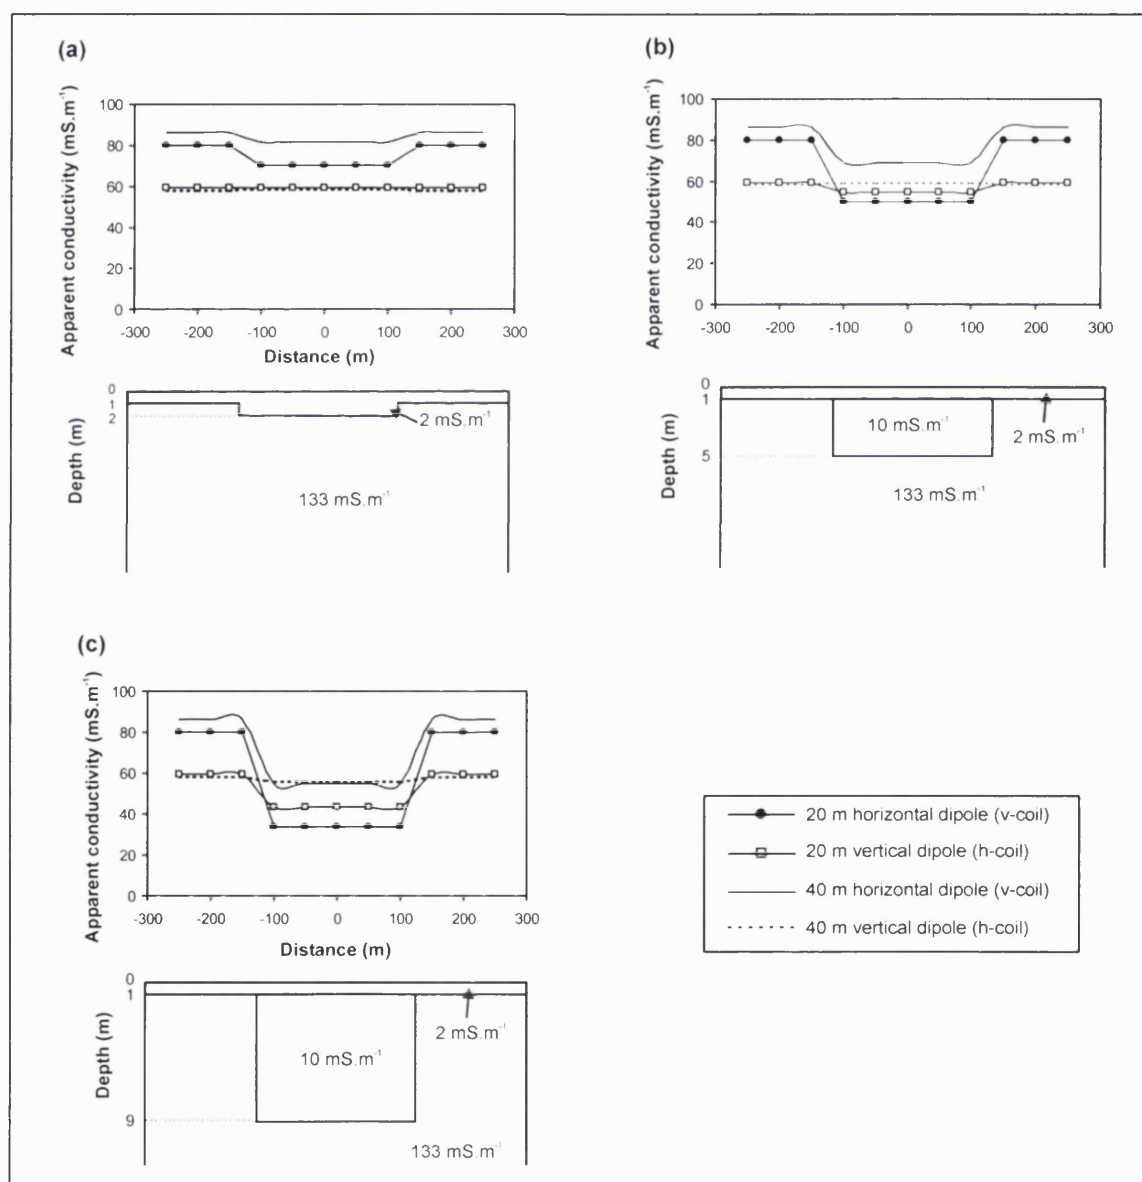 (a)
Apparent conductivity (mS.m⁻¹)
100
80
60
40
20
0
-300 -200 -100 0 100 200 300
Distance (m)
Depth (m)
0
1
2
2 mS.m⁻¹
133 mS.m⁻¹
(b)
Apparent conductivity (mS.m⁻¹)
100
80
60
40
20
0
-300 -200 -100 0 100 200 300
Depth (m)
0
1
5
10 mS.m⁻¹
2 mS.m⁻¹
133 mS.m⁻¹
(c)
Apparent conductivity (mS.m⁻¹)
100
80
60
40
20
0
-300 -200 -100 0 100 200 300
Distance (m)
Depth (m)
0
1
9
2 mS.m⁻¹
10 mS.m⁻¹
133 mS.m⁻¹
20 m horizontal dipole (v-coil)
20 m vertical dipole (h-coil)
40 m horizontal dipole (v-coil)
40 m vertical dipole (h-coil)